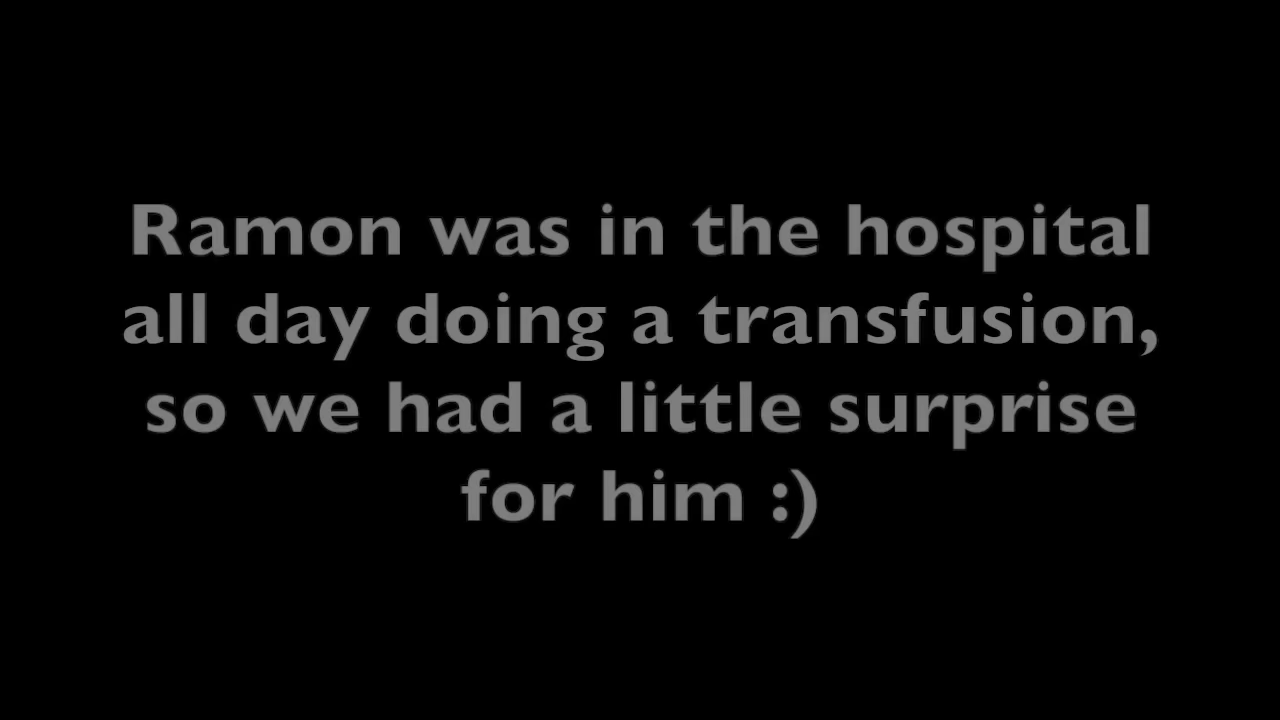 Ramon was in the hospital
all day doing a transfusion,
so we had a little surprise
for him :)